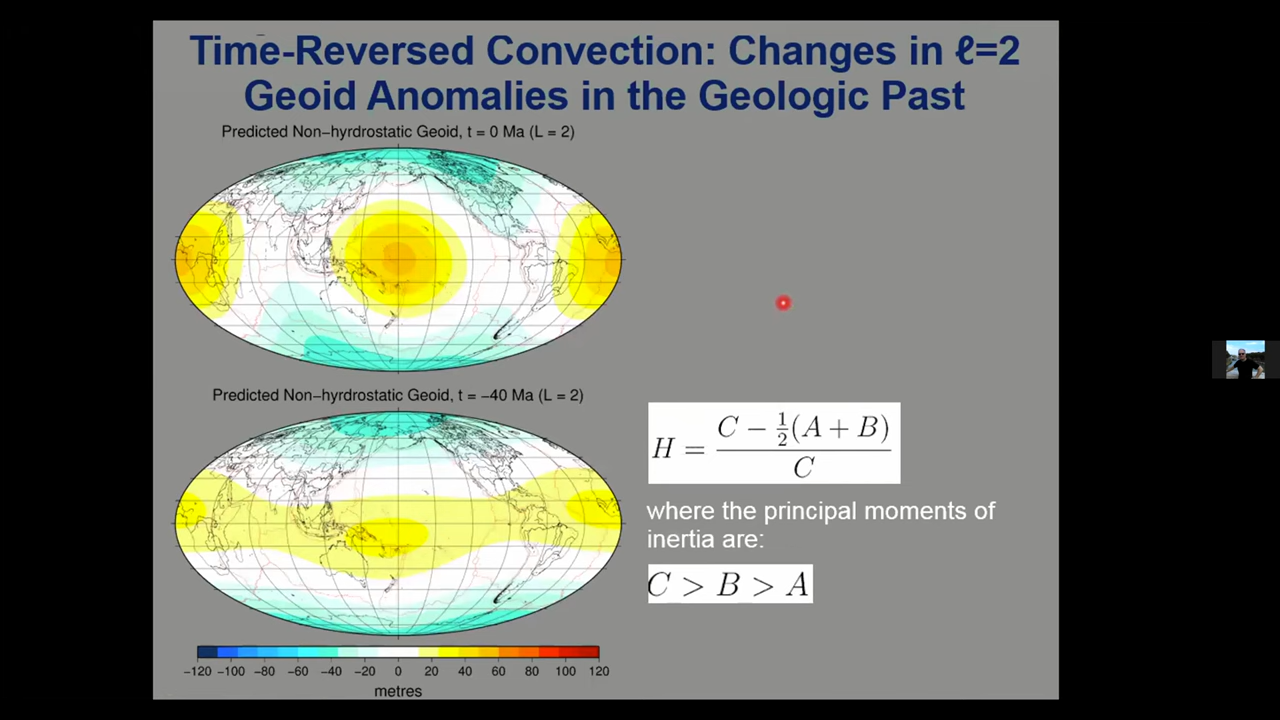 Time-Reversed Convection: Changes in ℓ=2
Geoid Anomalies in the Geologic Past
Predicted Non−hyrdrostatic Geoid, t = 0 Ma (L = 2)
Predicted Non−hyrdrostatic Geoid, t = −40 Ma (L = 2)
H = \frac{C - \frac{1}{2}(A + B)}{C}
where the principal moments of
inertia are:
C > B > A
−120 −100 −80 −60 −40 −20 0 20 40 60 80 100 120
metres